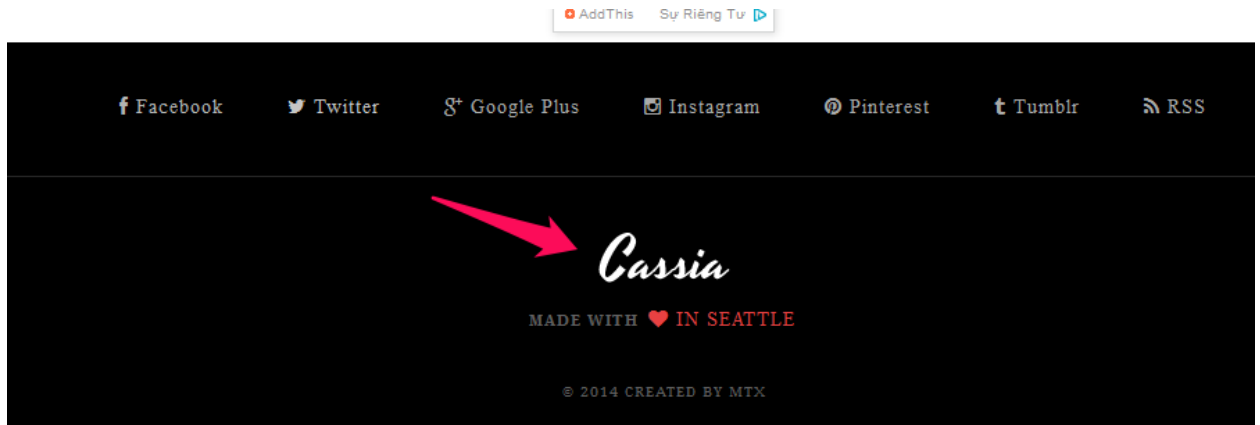 AddThis Sự Riêng Tư
Facebook Twitter Google Plus Instagram Pinterest Tumblr RSS
Cassia
MADE WITH ❤ IN SEATTLE
© 2014 CREATED BY MTX